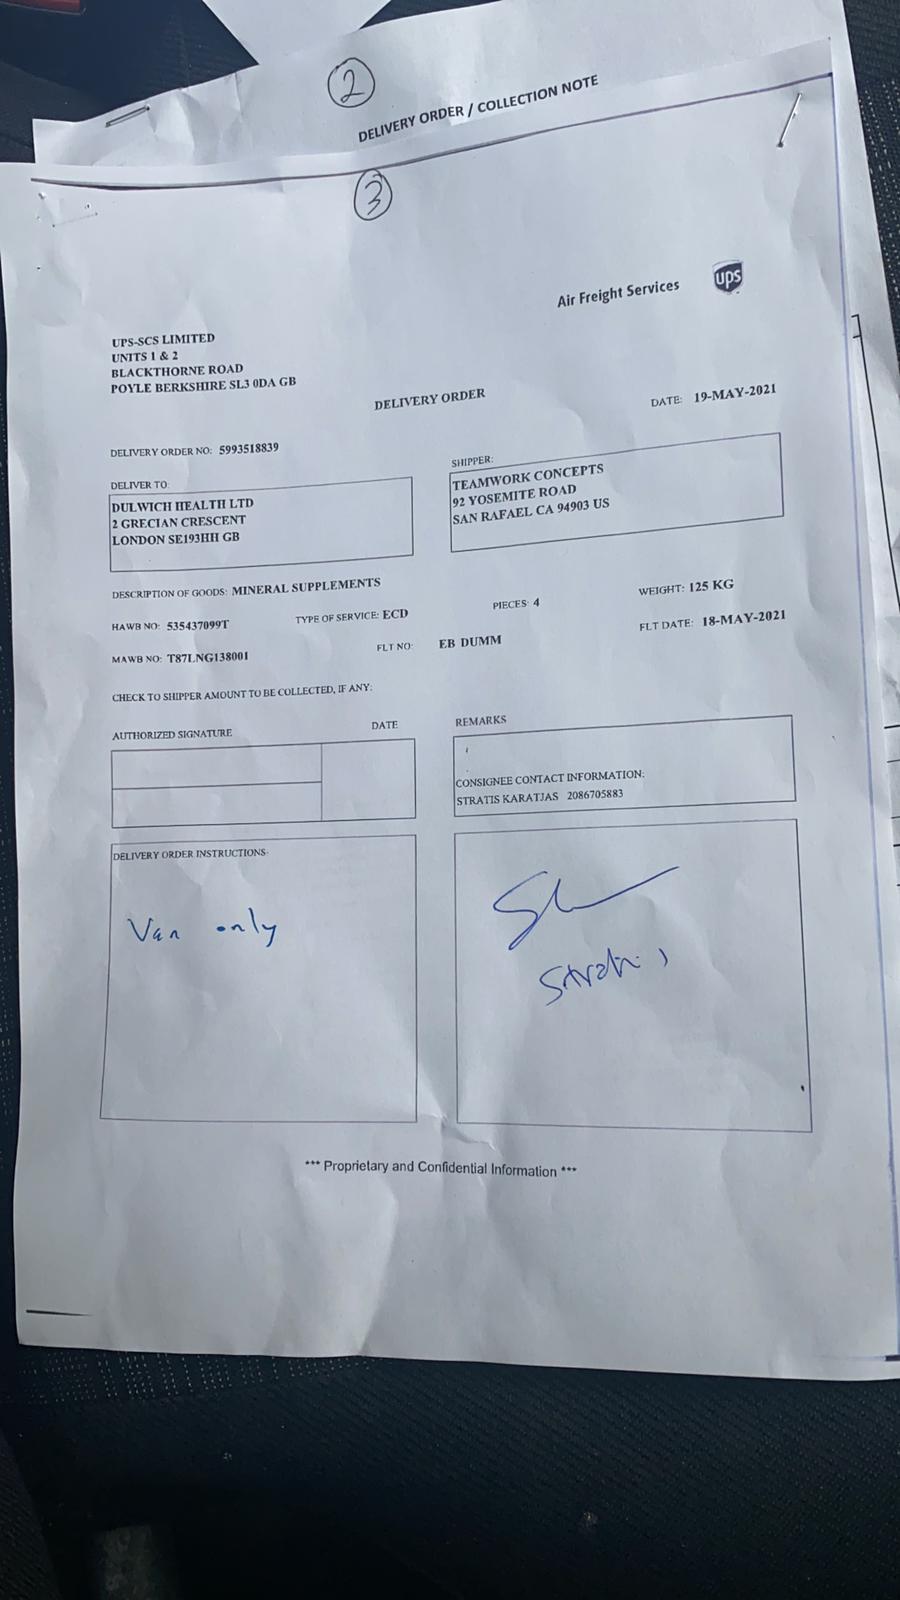 2
DELIVERY ORDER / COLLECTION NOTE
3
Air Freight Services
ups
UPS-SCS LIMITED
UNITS 1 & 2
BLACKTHORNE ROAD
POYLE BERKSHIRE SL3 0DA GB
DELIVERY ORDER
DATE: 19-MAY-2021
DELIVERY ORDER NO: 5993518839
DELIVER TO:
DULWICH HEALTH LTD
2 GRECIAN CRESCENT
LONDON SE193HH GB
SHIPPER:
TEAMWORK CONCEPTS
92 YOSEMITE ROAD
SAN RAFAEL CA 94903 US
DESCRIPTION OF GOODS: MINERAL SUPPLEMENTS
PIECES: 4
WEIGHT: 125 KG
HAWB NO: 535437099T
TYPE OF SERVICE: ECD
MAWB NO: T87LNG138001
FLT NO: EB DUMM
FLT DATE: 18-MAY-2021
CHECK TO SHIPPER AMOUNT TO BE COLLECTED, IF ANY:
AUTHORIZED SIGNATURE
DATE
REMARKS
CONSIGNEE CONTACT INFORMATION:
STRATIS KARATJAS 2086705883
DELIVERY ORDER INSTRUCTIONS
Van only
Stratis
*** Proprietary and Confidential Information ***